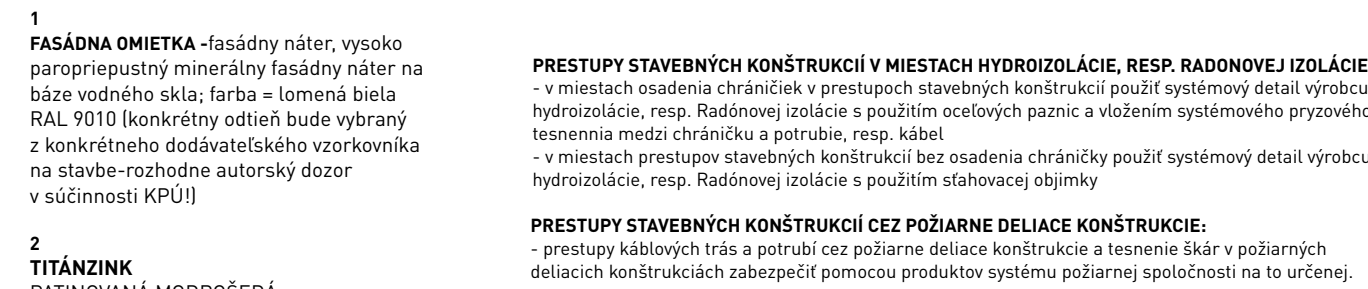 1
FASÁDNA OMIETKA -fasádny náter, vysoko
paropriepustný minerálny fasádny náter na
báze vodného skla; farba = lomená biela
RAL 9010 (konkrétny odtieň bude vybraný
z konkrétneho dodávateľského vzorkovníka
na stavbe-rozhodne autorský dozor
v súčinnosti KPÚ!)
2
TITÁNZINK
PATINOVANÁ MODROŠEDÁ
PRESTUPY STAVEBNÝCH KONŠTRUKCIÍ V MIESTACH HYDROIZOLÁCIE, RESP. RADONOVEJ IZOLÁCIE
- v miestach osadenia chráničiek v prestupoch stavebných konštrukcií použiť systémový detail výrobcu
hydroizolácie, resp. Radónovej izolácie s použitím oceľových paznic a vložením systémového pryzového
tesnennia medzi chráničku a potrubie, resp. kábel
- v miestach prestupov stavebných konštrukcií bez osadenia chráničky použiť systémový detail výrobcu
hydroizolácie, resp. Radónovej izolácie s použitím sťahovacej objimky
PRESTUPY STAVEBNÝCH KONŠTRUKCIÍ CEZ POŽIARNE DELIACE KONŠTRUKCIE:
- prestupy káblových trás a potrubí cez požiarne deliace konštrukcie a tesnenie škár v požiarných
deliacich konštrukciách zabezpečiť pomocou produktov systému požiarnej spoločnosti na to určenej.